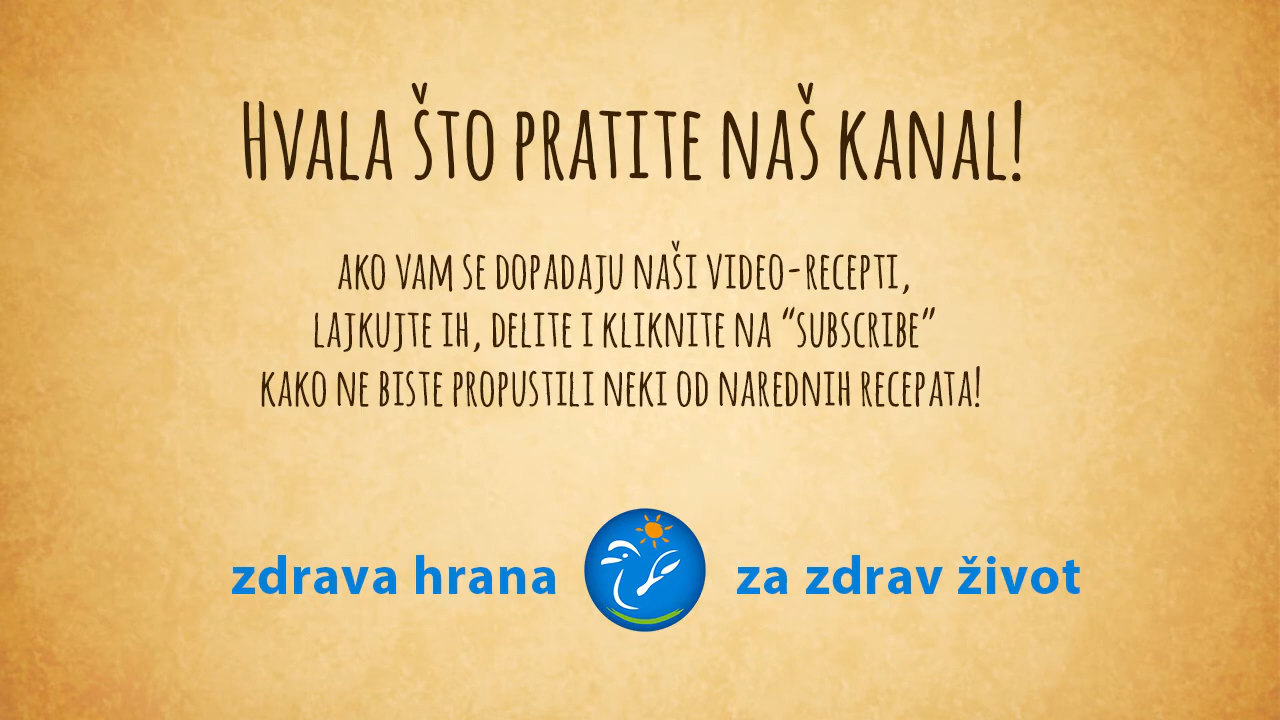 Hvala što pratite naš kanal!
ako vam se dopadaju naši video-recepti,
lajkujte ih, delite i kliknite na “subscribe”
kako ne biste propustili neki od narednih recepata!
zdrava hrana za zdrav život